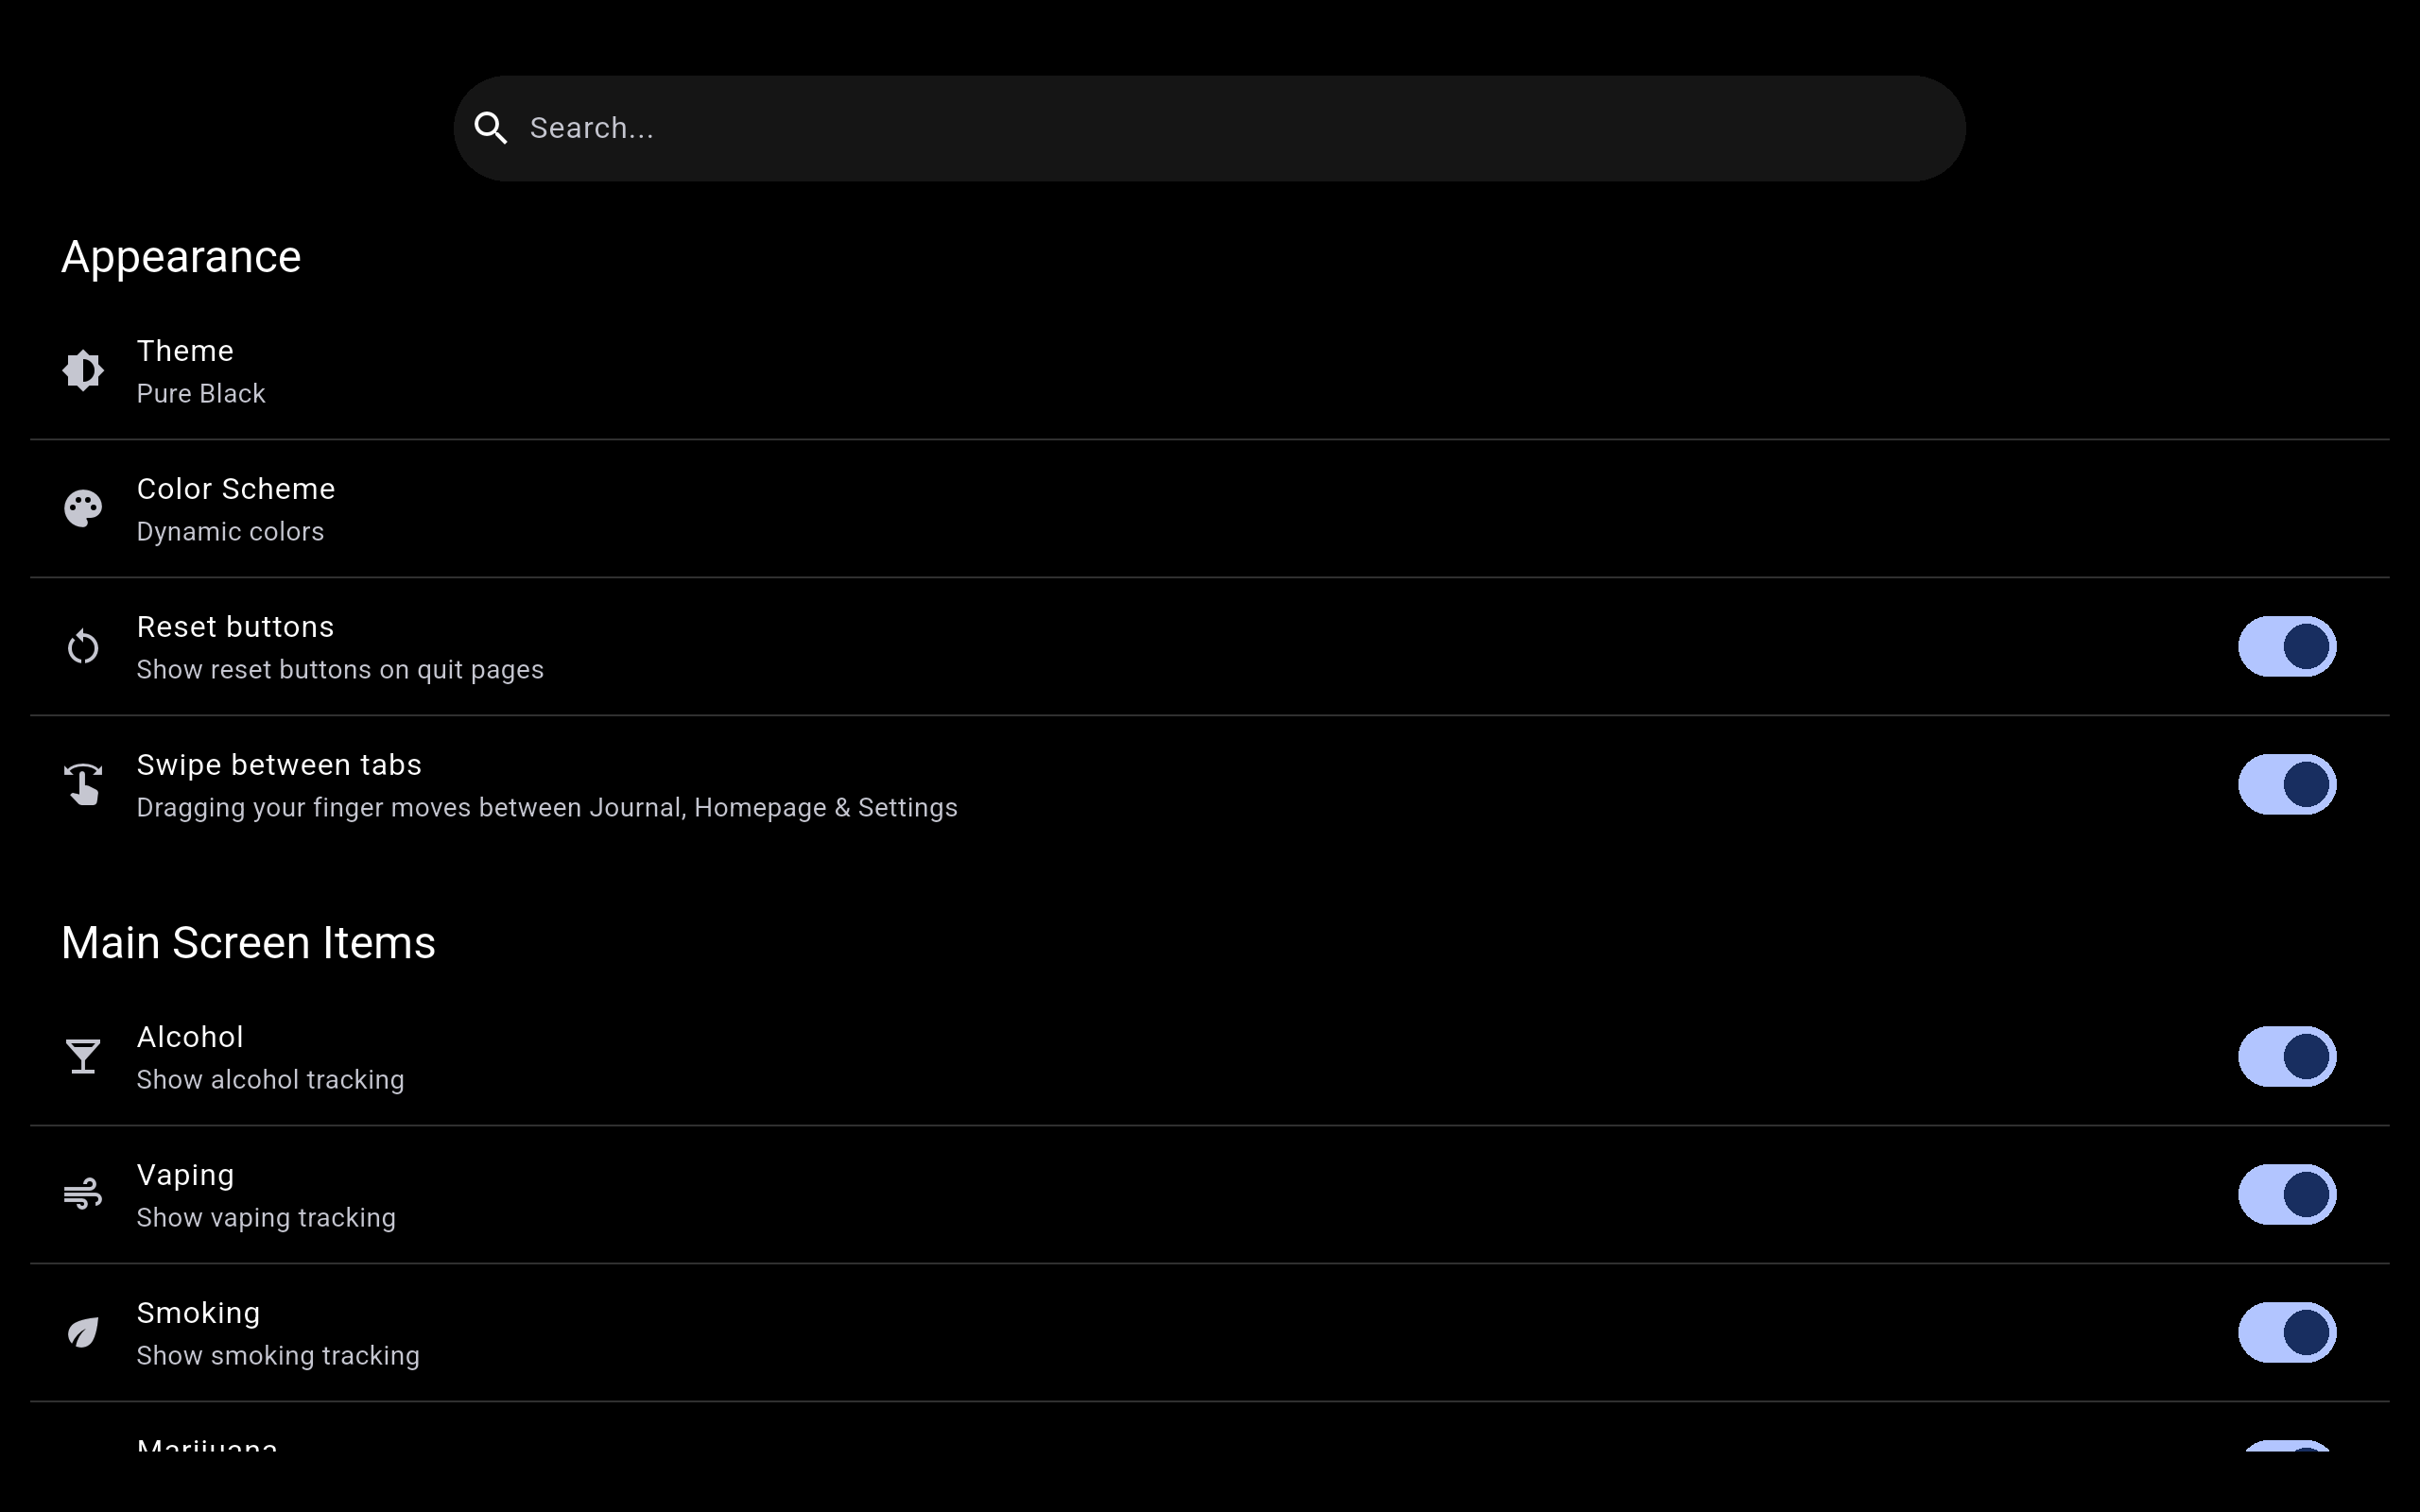 Search...
Appearance
Theme
Pure Black
Color Scheme
Dynamic colors
Reset buttons
Show reset buttons on quit pages
Swipe between tabs
Dragging your finger moves between Journal, Homepage & Settings
Main Screen Items
Alcohol
Show alcohol tracking
Vaping
Show vaping tracking
Smoking
Show smoking tracking
Marijuana